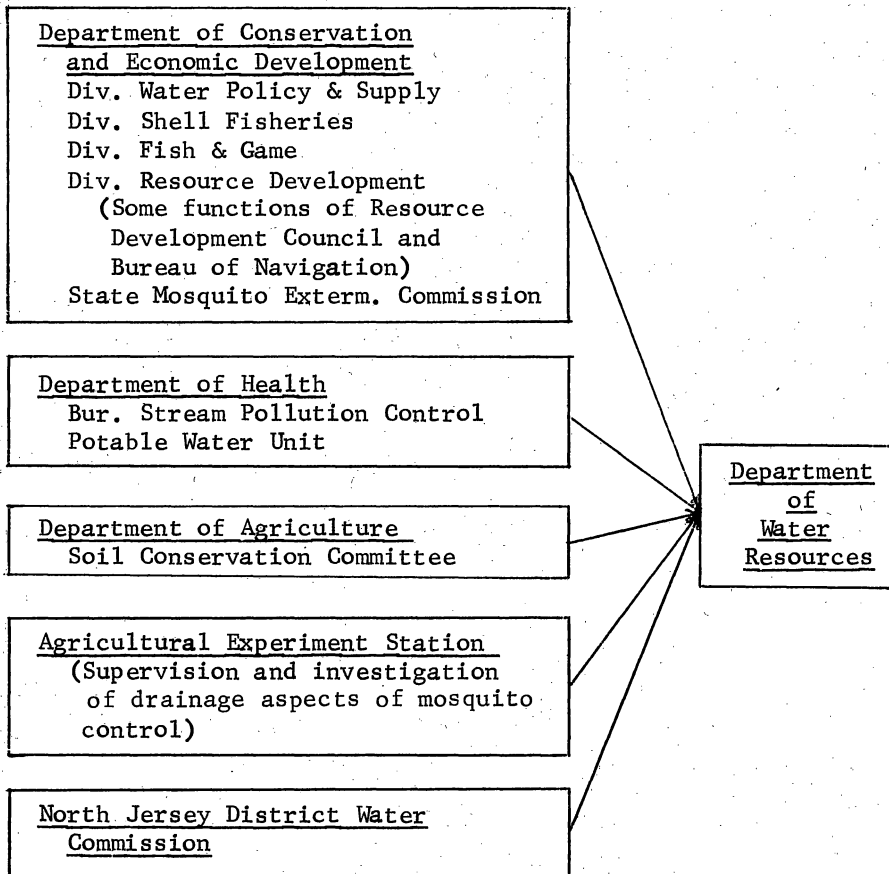 Department of Conservation
and Economic Development
Div. Water Policy & Supply
Div. Shell Fisheries
Div. Fish & Game
Div. Resource Development
(Some functions of Resource
Development Council and
Bureau of Navigation)
State Mosquito Exterm. Commission
Department of Health
Bur. Stream Pollution Control
Potable Water Unit
Department of Agriculture
Soil Conservation Committee
Agricultural Experiment Station
(Supervision and investigation
of drainage aspects of mosquito
control)
North Jersey District Water
Commission
Department
of
Water
Resources